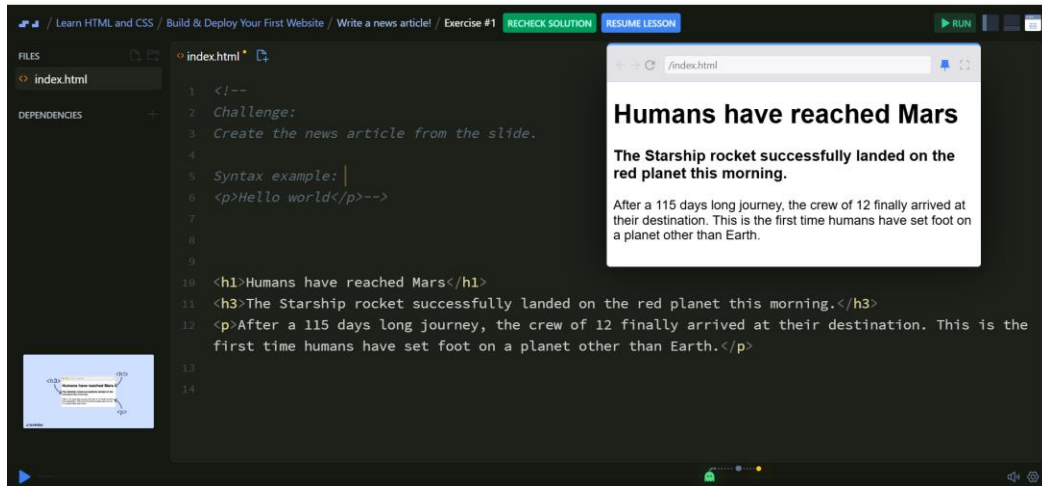 / Learn HTML and CSS / Build & Deploy Your First Website / Write a news article! / Exercise #1 RECHECK SOLUTION RESUME LESSON RUN
FILES
index.html
DEPENDENCIES
index.html
1 <!--
2 Challenge:
3 Create the news article from the slide.
4
5 Syntax example:
6 <p>Hello world</p>-->
7
8
9
10 <h1>Humans have reached Mars</h1>
11 <h3>The Starship rocket successfully landed on the red planet this morning.</h3>
12 <p>After a 115 days long journey, the crew of 12 finally arrived at their destination. This is the
first time humans have set foot on a planet other than Earth.</p>
13
14
/index.html
Humans have reached Mars
The Starship rocket successfully landed on the
red planet this morning.
After a 115 days long journey, the crew of 12 finally arrived at
their destination. This is the first time humans have set foot on
a planet other than Earth.
Humans have reached Mars
<p>